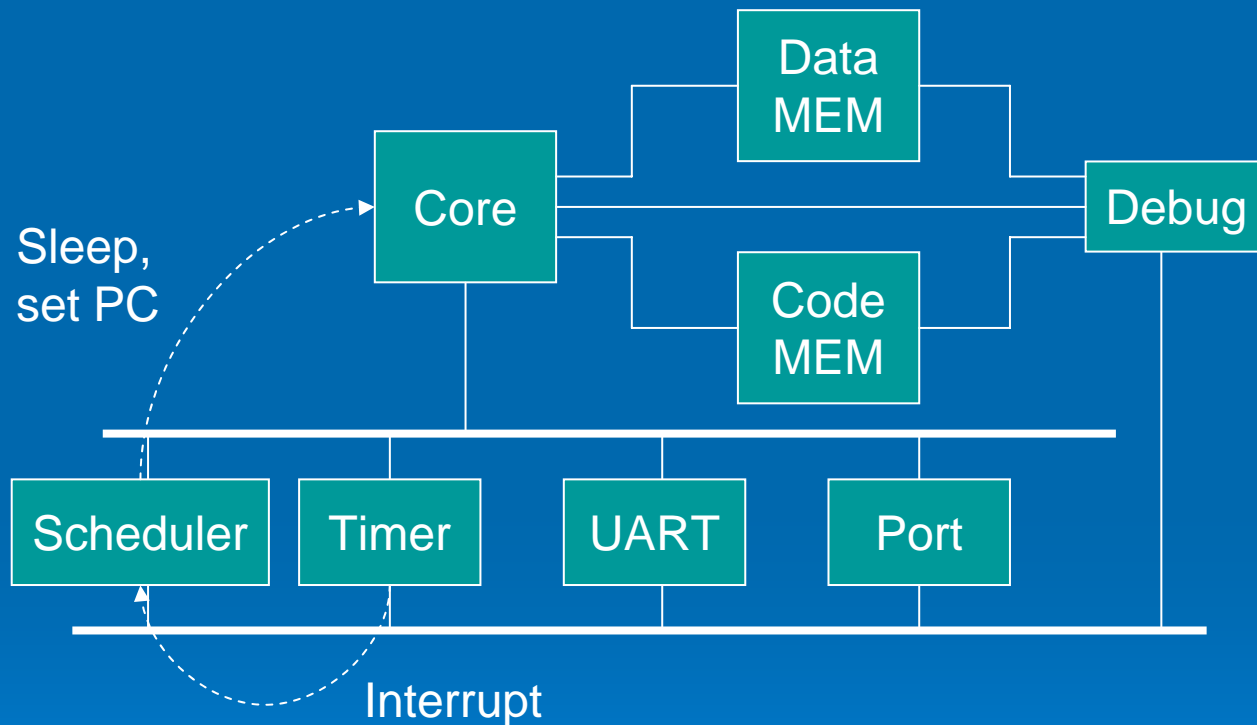 Data
MEM
Core
Debug
Sleep,
set PC
Code
MEM
Scheduler
Timer
UART
Port
Interrupt